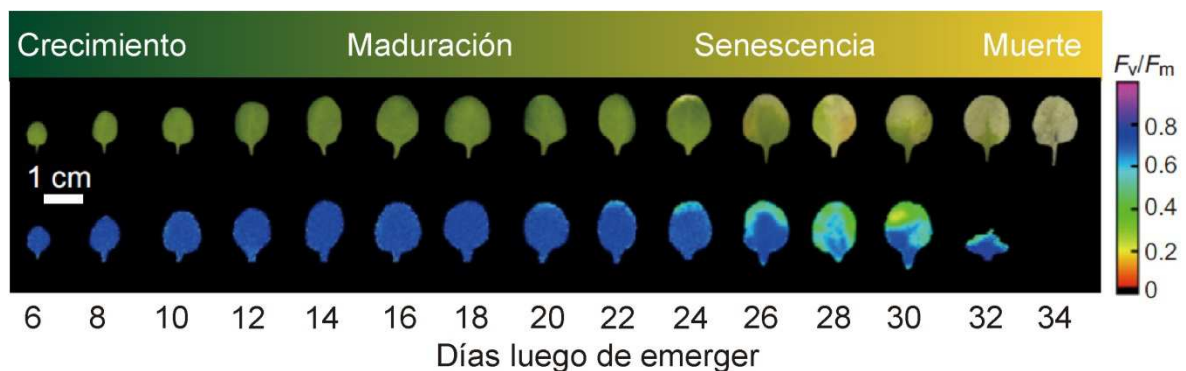 Crecimiento Maduración Senescencia Muerte
Fv/Fm
0.8
0.6
0.4
0.2
0
1 cm
6 8 10 12 14 16 18 20 22 24 26 28 30 32 34
Días luego de emerger